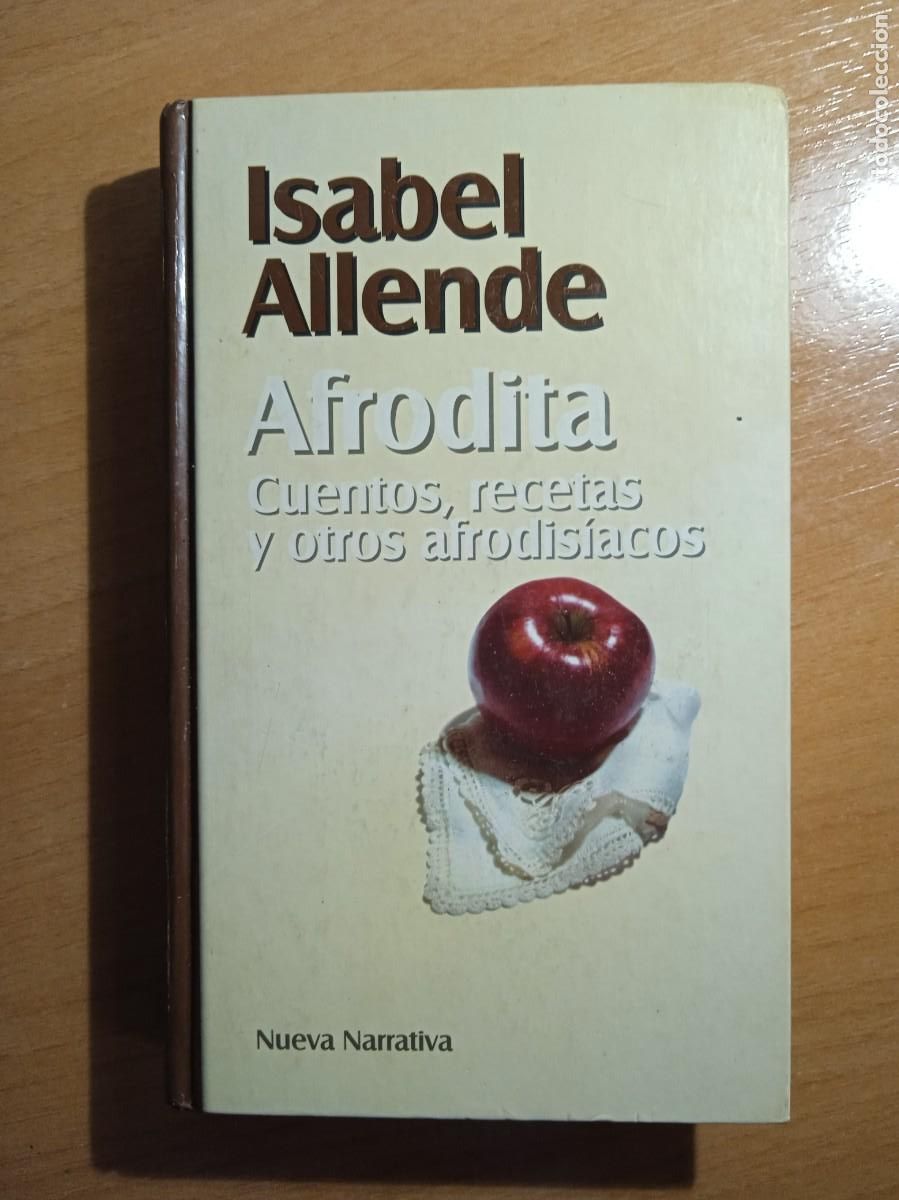 Isabel
Allende
Afrodita
Cuentos, recetas
y otros afrodisíacos
Nueva Narrativa
todocoleccion